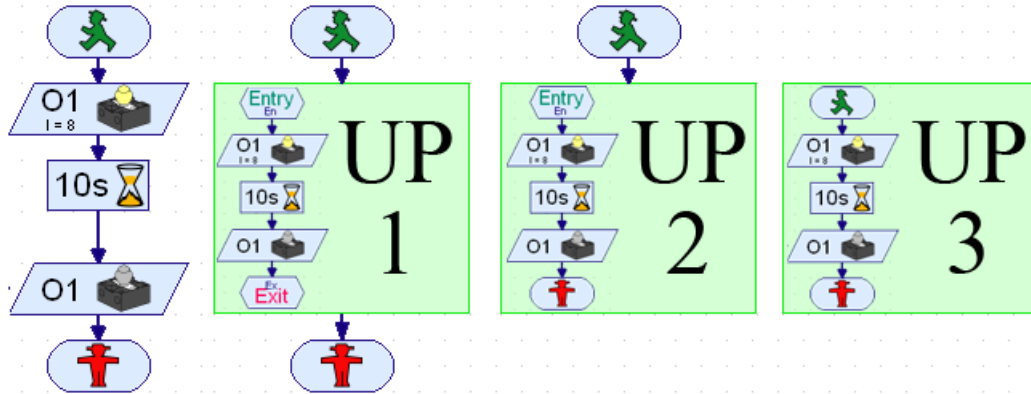 O1
I = 8
10s
O1
Entry
En
O1
I = 8
10s
O1
Ex
Exit
UP
1
Entry
En
O1
I = 8
10s
O1
UP
2
O1
I = 8
10s
O1
UP
3